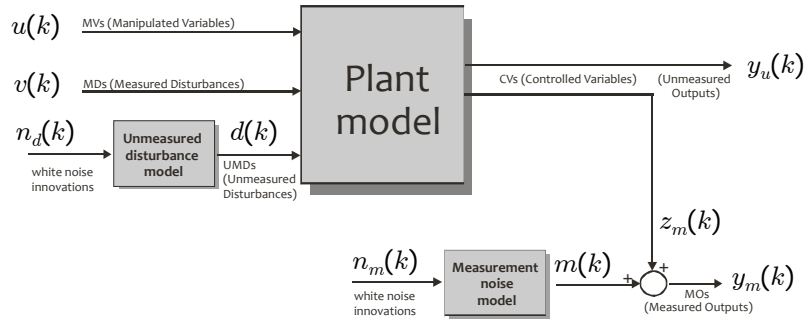 u(k)
MVs (Manipulated Variables)
v(k)
MDs (Measured Disturbances)
n_d(k)
white noise
innovations
Unmeasured
disturbance
model
d(k)
UMDs
(Unmeasured
Disturbances)
Plant
model
CVs (Controlled Variables)
(Unmeasured
Outputs)
y_u(k)
z_m(k)
n_m(k)
white noise
innovations
Measurement
noise
model
m(k)
+
+
MOs
(Measured Outputs)
y_m(k)